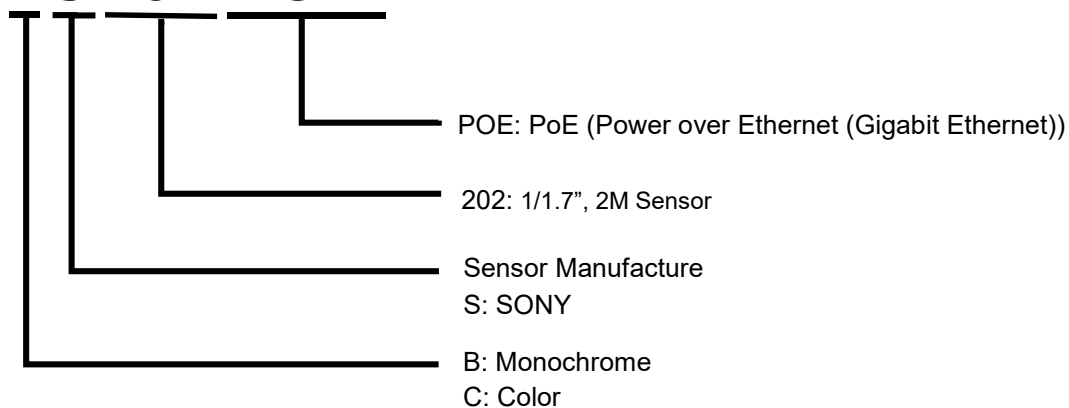 POE: PoE (Power over Ethernet (Gigabit Ethernet))
202: 1/1.7”, 2M Sensor
Sensor Manufacture
S: SONY
B: Monochrome
C: Color